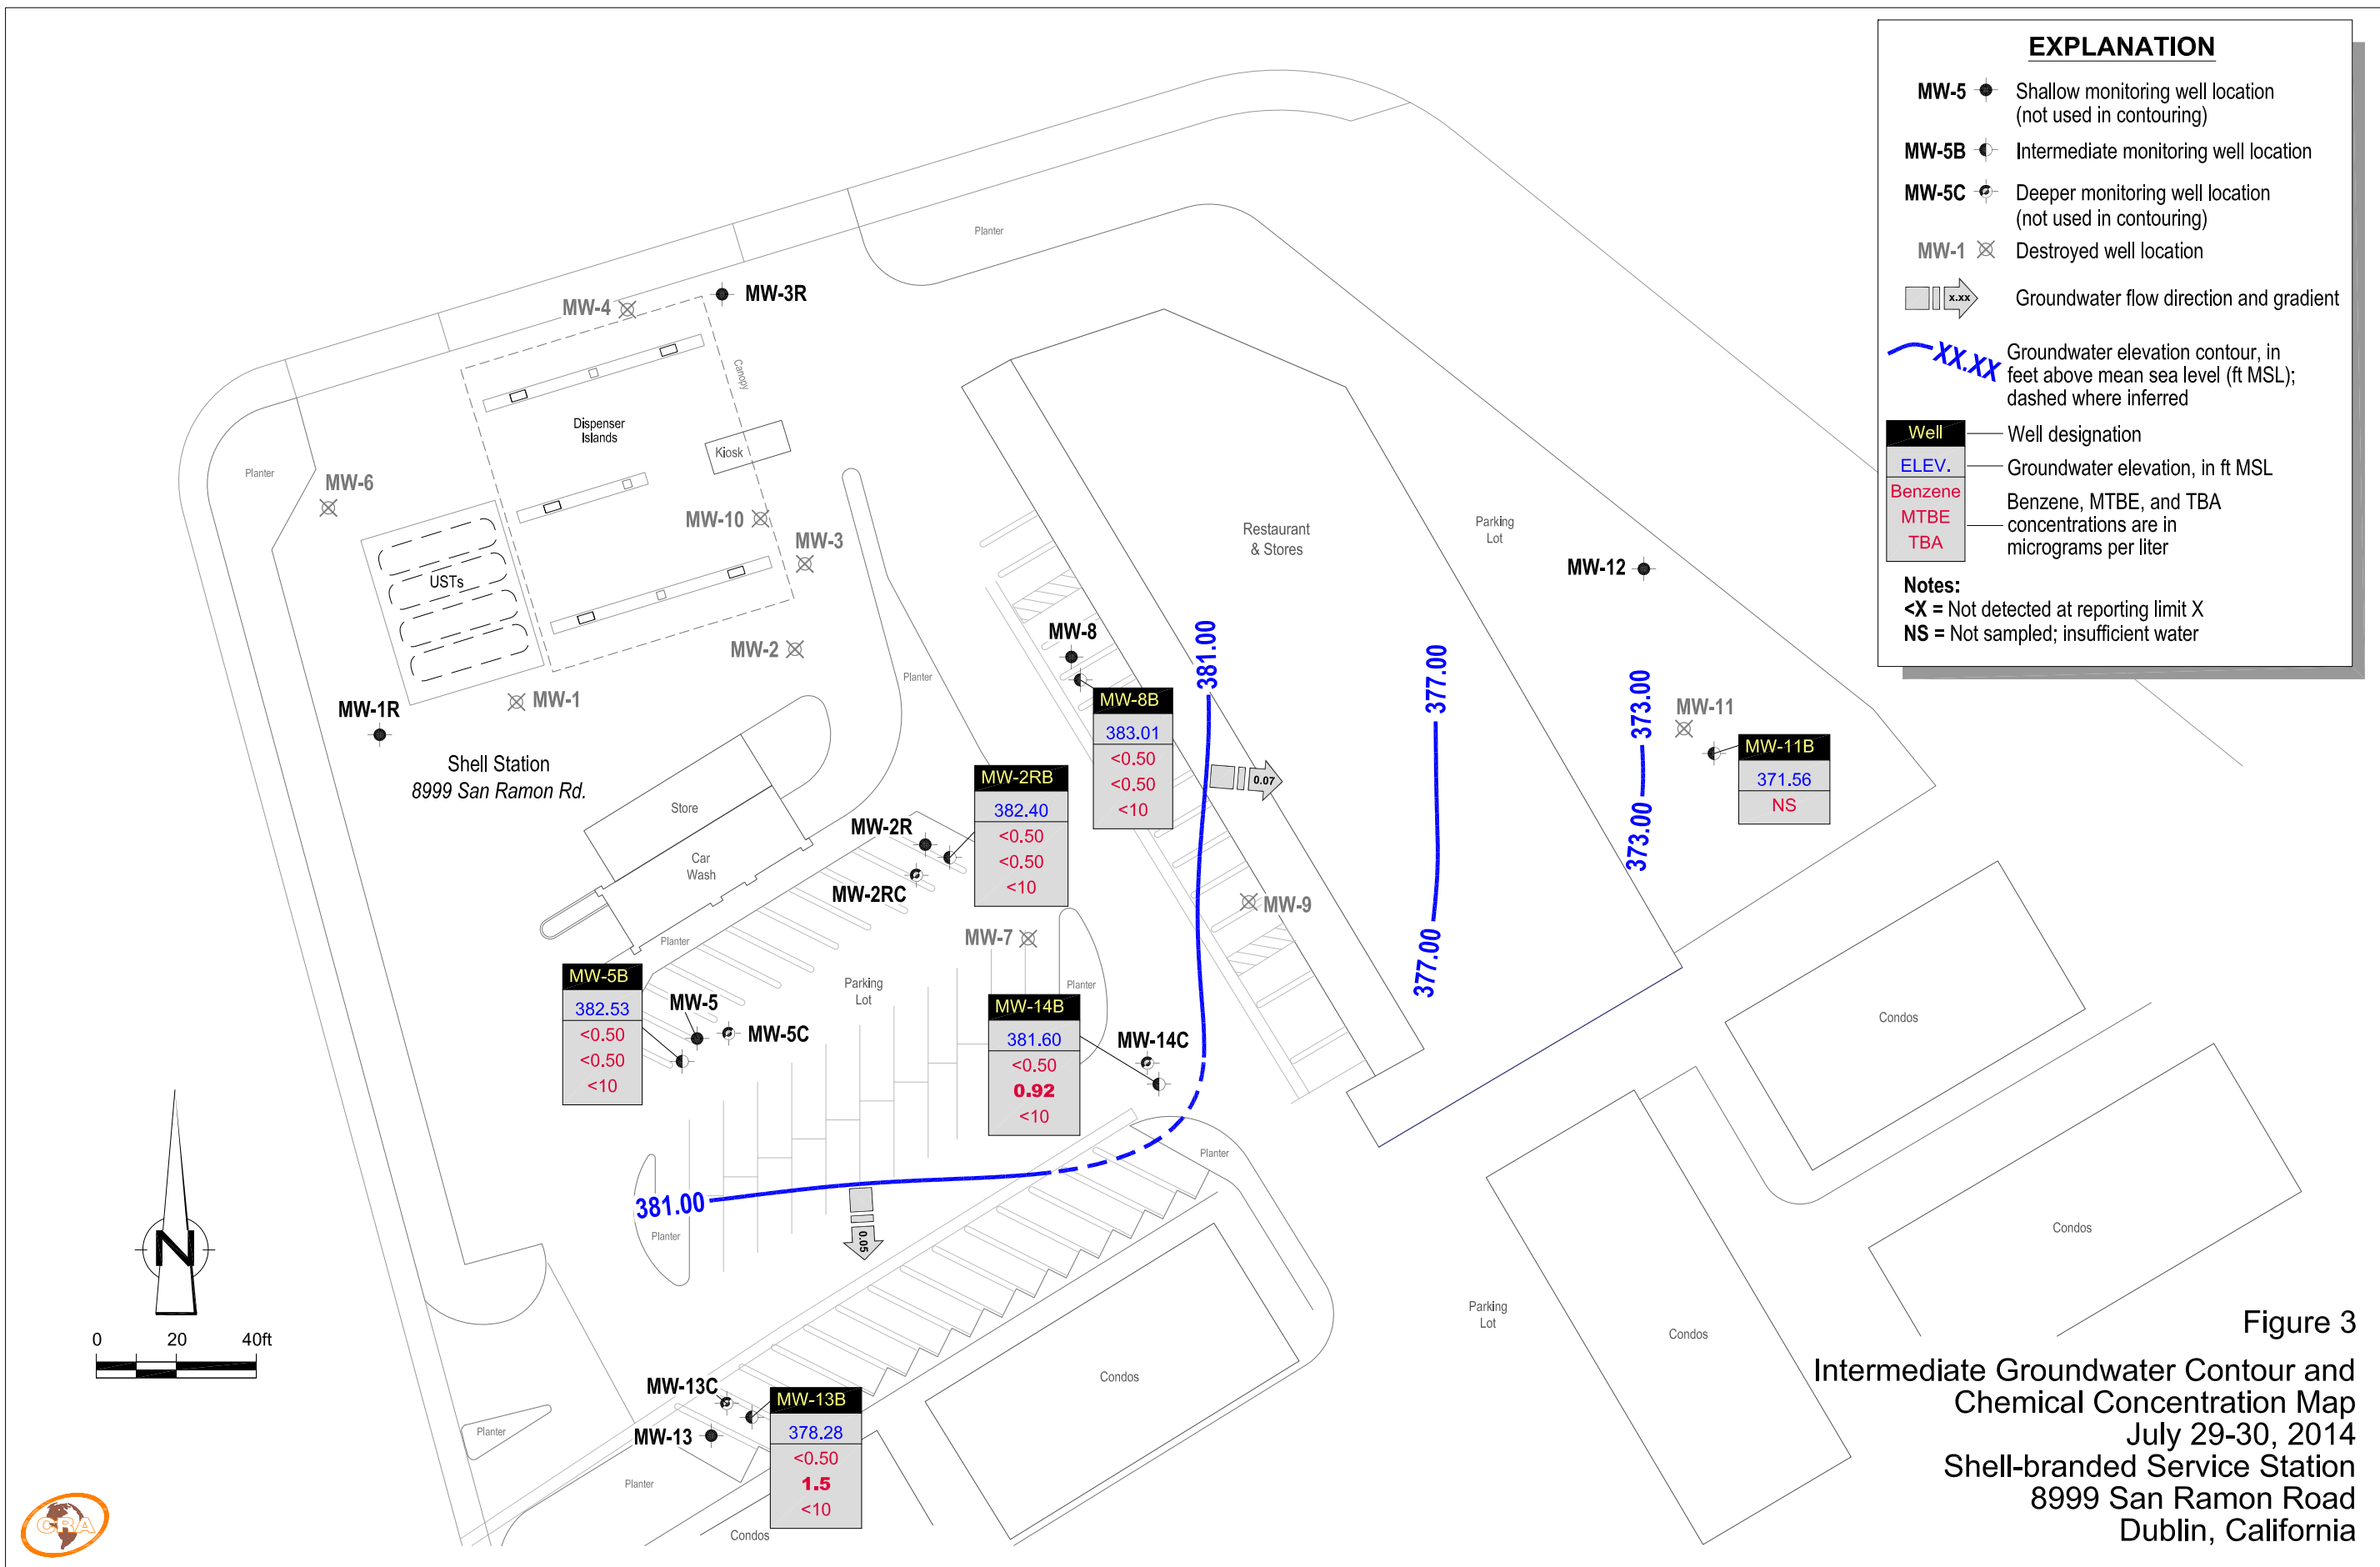 EXPLANATION
MW-5 Shallow monitoring well location
(not used in contouring)
MW-5B Intermediate monitoring well location
MW-5C Deeper monitoring well location
(not used in contouring)
MW-1 Destroyed well location
x.xx Groundwater flow direction and gradient
XX.XX Groundwater elevation contour, in
feet above mean sea level (ft MSL);
dashed where inferred
Well Well designation
ELEV. Groundwater elevation, in ft MSL
Benzene
MTBE
TBA
Benzene, MTBE, and TBA
concentrations are in
micrograms per liter
Notes:
<X = Not detected at reporting limit X
NS = Not sampled; insufficient water
Planter
MW-4
MW-3R
Canopy
Dispenser
Islands
Kiosk
Planter
MW-6
MW-10
MW-3
USTs
MW-2
MW-1
MW-1R
Shell Station
8999 San Ramon Rd.
Planter
Restaurant
& Stores
Parking
Lot
MW-12
MW-8
381.00
377.00
373.00
MW-11
MW-8B
383.01
<0.50
<0.50
<10
0.07
MW-11B
371.56
NS
MW-2RB
382.40
<0.50
<0.50
<10
373.00
Store
Car
Wash
MW-2R
MW-2RC
MW-9
MW-7
Planter
377.00
Planter
Parking
Lot
MW-5B
382.53
<0.50
<0.50
<10
MW-5
MW-5C
MW-14B
381.60
<0.50
0.92
<10
MW-14C
Condos
Planter
381.00
Planter
0.05
Condos
Parking
Lot
Condos
Condos
N
0 20 40ft
MW-13C
MW-13
MW-13B
378.28
<0.50
1.5
<10
Planter
Planter
Condos
CRA
Figure 3
Intermediate Groundwater Contour and
Chemical Concentration Map
July 29-30, 2014
Shell-branded Service Station
8999 San Ramon Road
Dublin, California